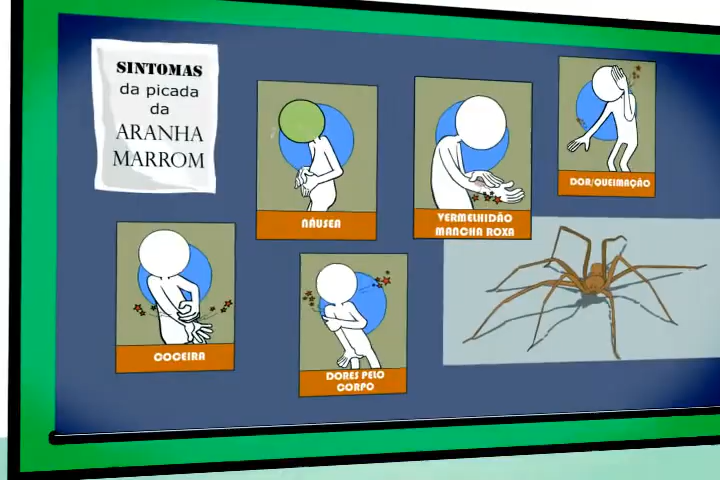 SINTOMAS
da picada
da
ARANHA
MARROM
NÁUSEA
VERMELHIDÃO
MANCHA ROXA
DOR/QUEIMAÇÃO
COCEIRA
DORES PELO
CORPO